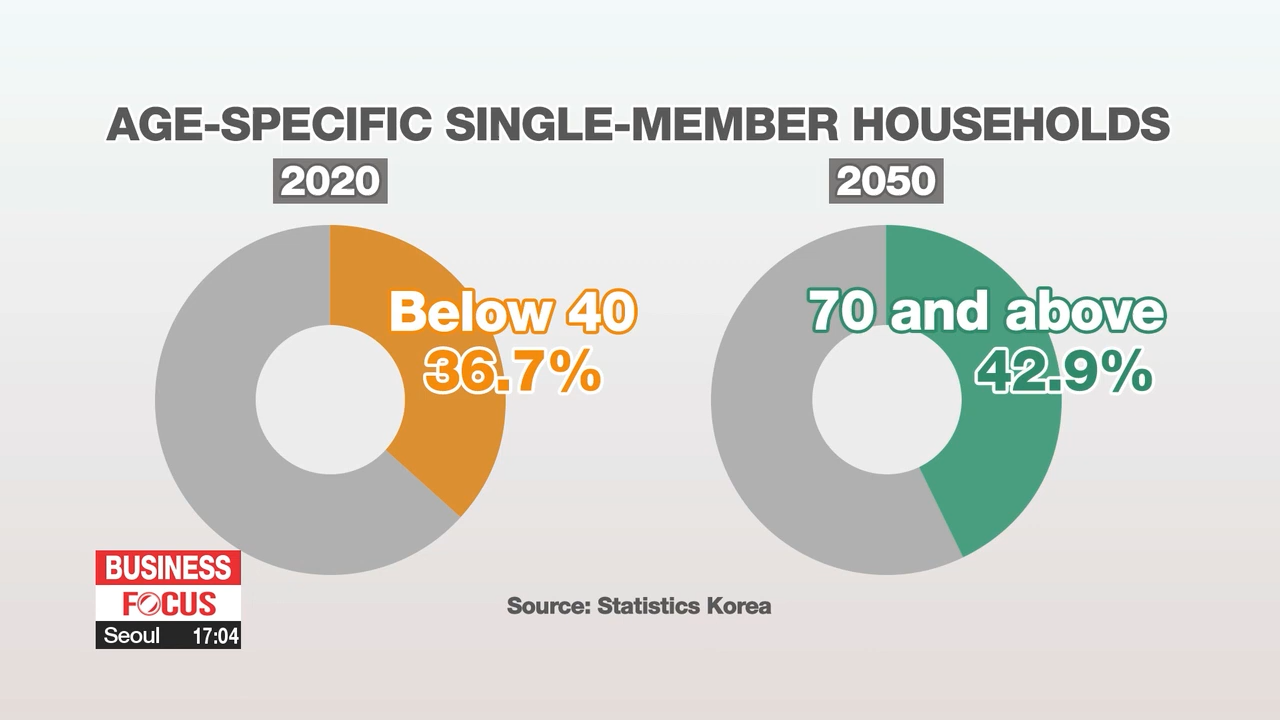 AGE-SPECIFIC SINGLE-MEMBER HOUSEHOLDS
2020
2050
Below 40
36.7%
70 and above
42.9%
BUSINESS
FOCUS
Seoul 17:04
Source: Statistics Korea